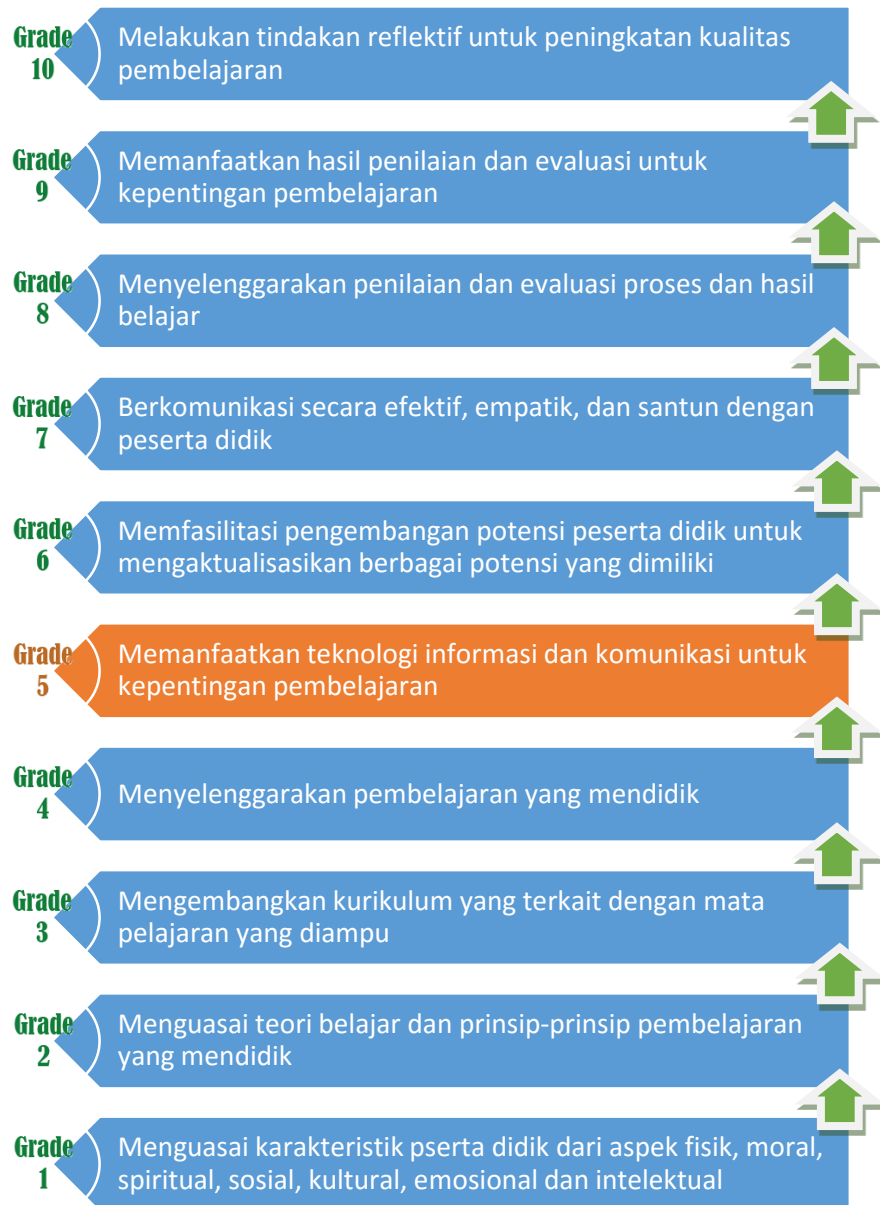 Grade
10
Melakukan tindakan reflektif untuk peningkatan kualitas
pembelajaran
Grade
9
Memanfaatkan hasil penilaian dan evaluasi untuk
kepentingan pembelajaran
Grade
8
Menyelenggarakan penilaian dan evaluasi proses dan hasil
belajar
Grade
7
Berkomunikasi secara efektif, empatik, dan santun dengan
peserta didik
Grade
6
Memfasilitasi pengembangan potensi peserta didik untuk
mengaktualisasikan berbagai potensi yang dimiliki
Grade
5
Memanfaatkan teknologi informasi dan komunikasi untuk
kepentingan pembelajaran
Grade
4
Menyelenggarakan pembelajaran yang mendidik
Grade
3
Mengembangkan kurikulum yang terkait dengan mata
pelajaran yang diampu
Grade
2
Menguasai teori belajar dan prinsip-prinsip pembelajaran
yang mendidik
Grade
1
Menguasai karakteristik pserta didik dari aspek fisik, moral,
spiritual, sosial, kultural, emosional dan intelektual